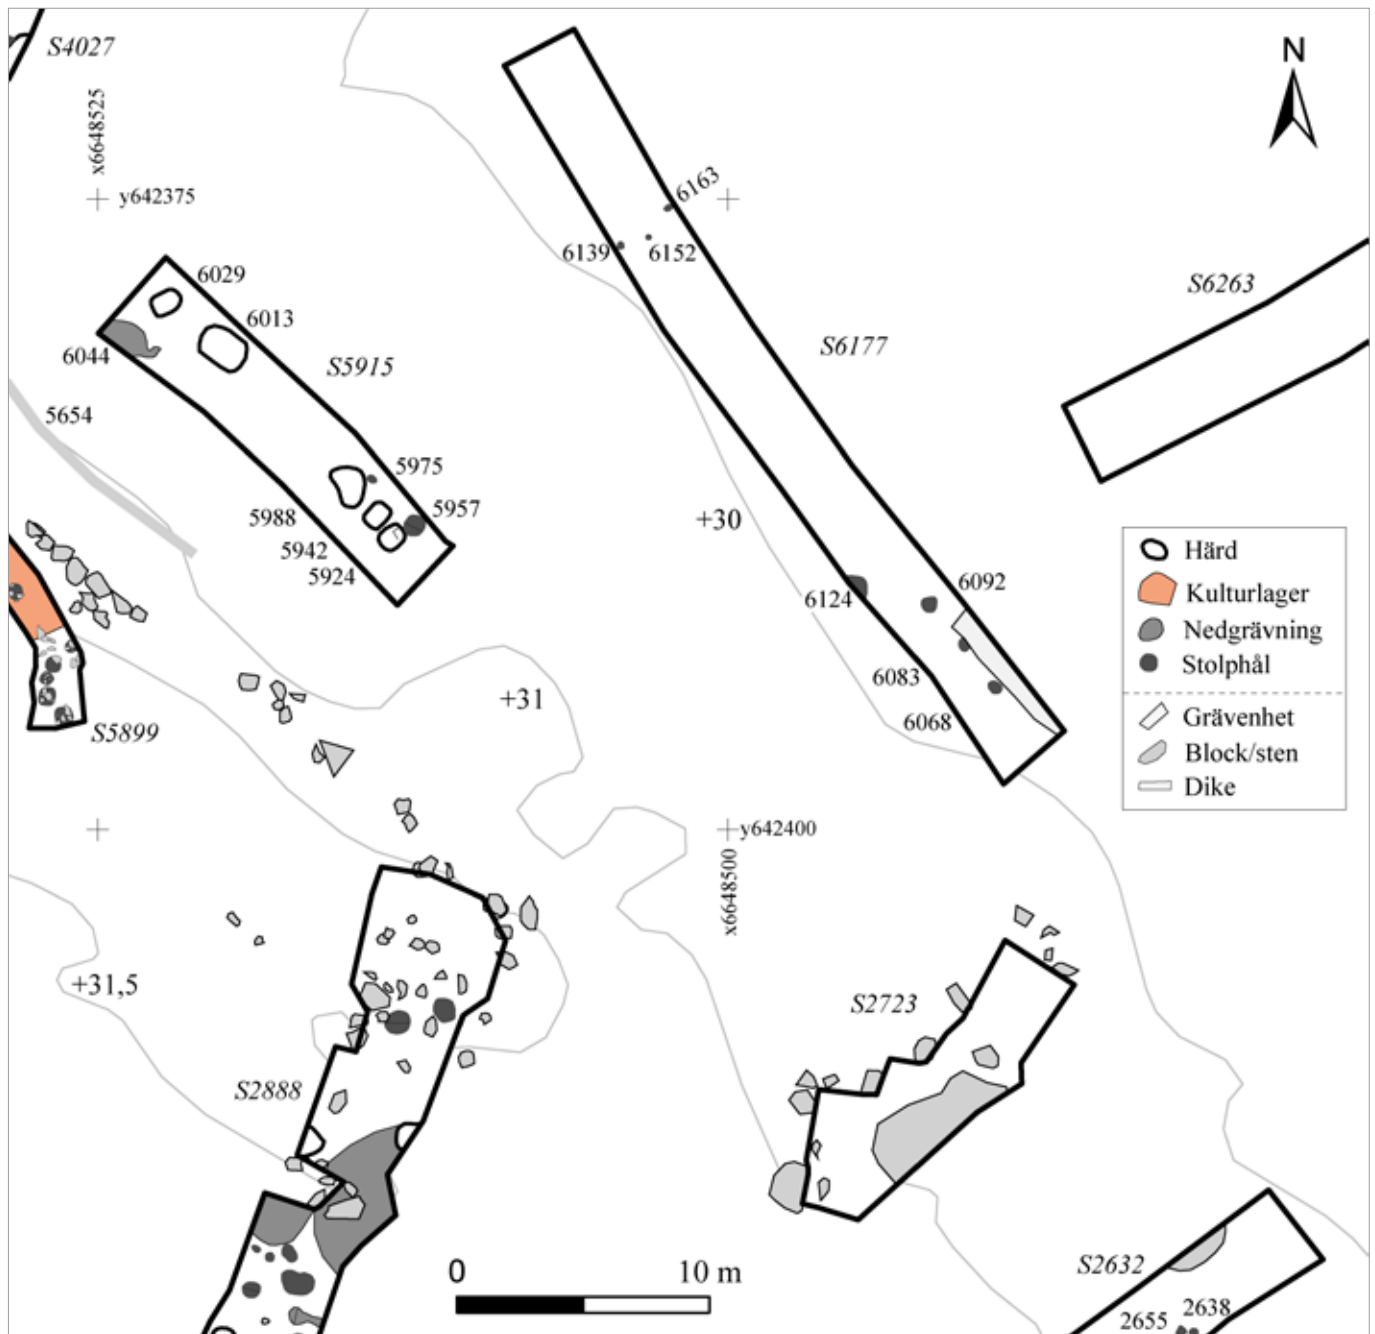 S4027
N
x6648525
y642375
6163
6139
6152
6029
6013
6044
S5915
S6177
S6263
5654
5975
5957
5988
5942
5924
+30
6092
6124
6083
6068
Härd
Kulturlager
Nedgrävning
Stolphål
Grävenhet
Block/sten
Dike
+31
S5899
y642400
x6648500
+31,5
S2723
S2888
0
10 m
S2632
2655
2638